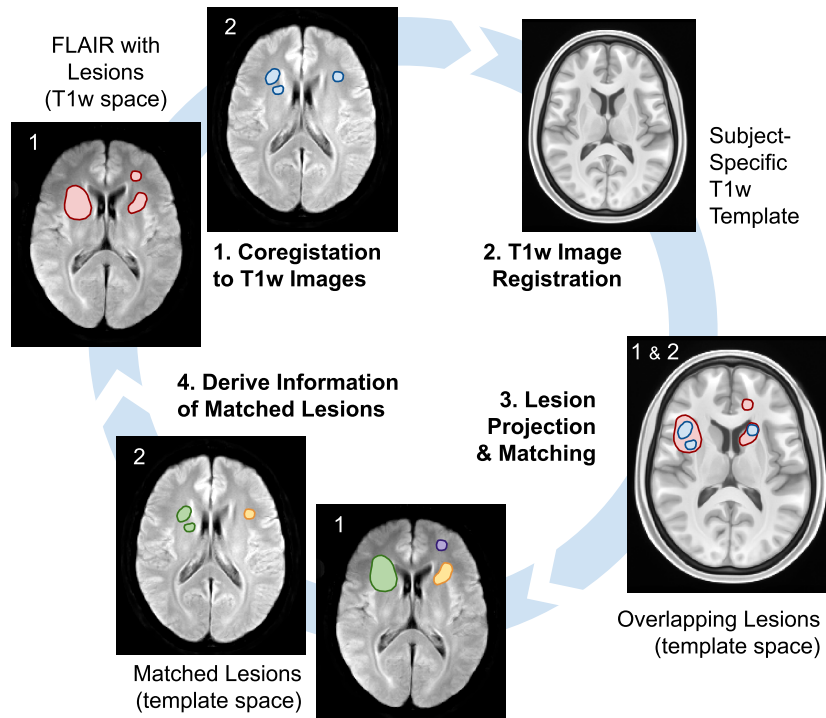 FLAIR with
Lesions
(T1w space)
1
2
1. Coregistation
to T1w Images
2. T1w Image
Registration
Subject-
Specific
T1w
Template
1 & 2
3. Lesion
Projection
& Matching
Overlapping Lesions
(template space)
4. Derive Information
of Matched Lesions
2
1
Matched Lesions
(template space)